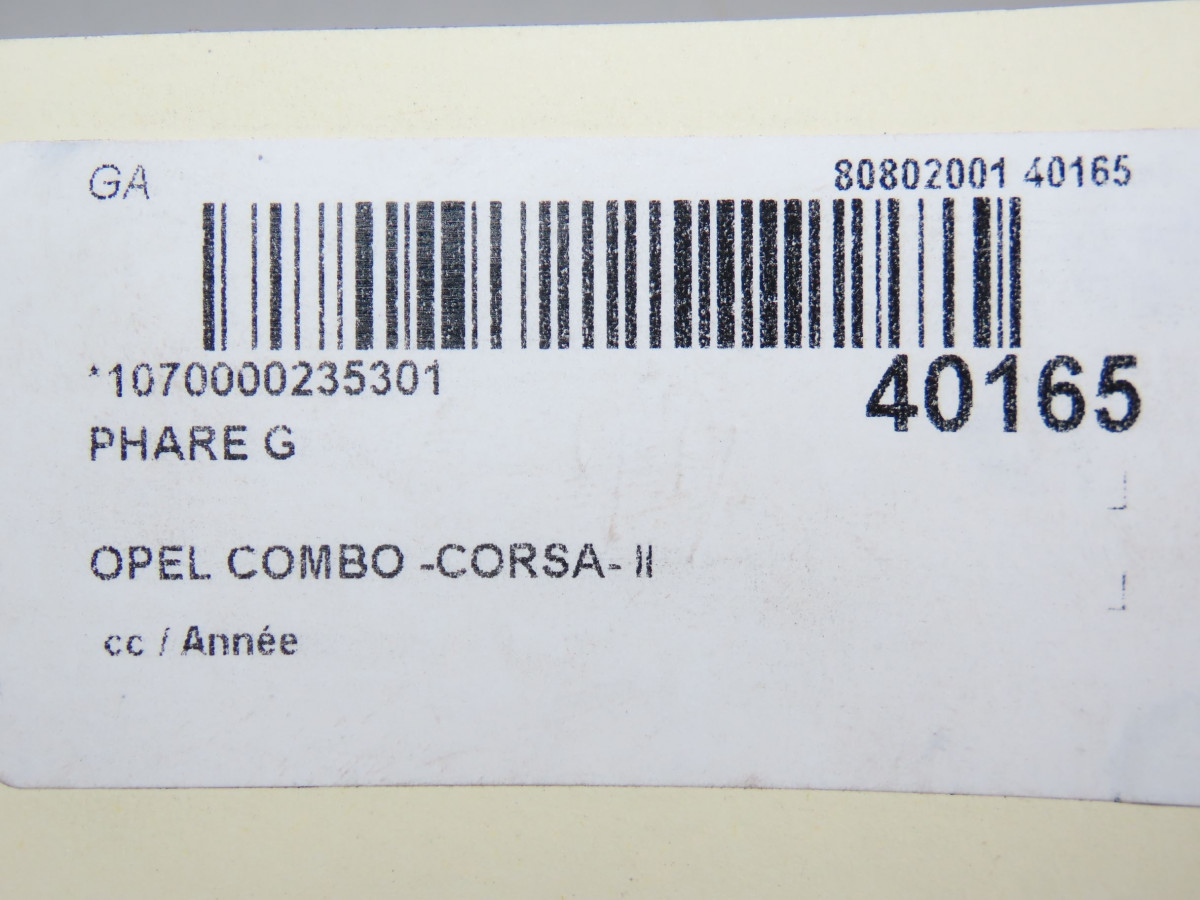 GA
80802001 40165
*1070000235301
40165
PHARE G
OPEL COMBO -CORSA- II
cc / Année